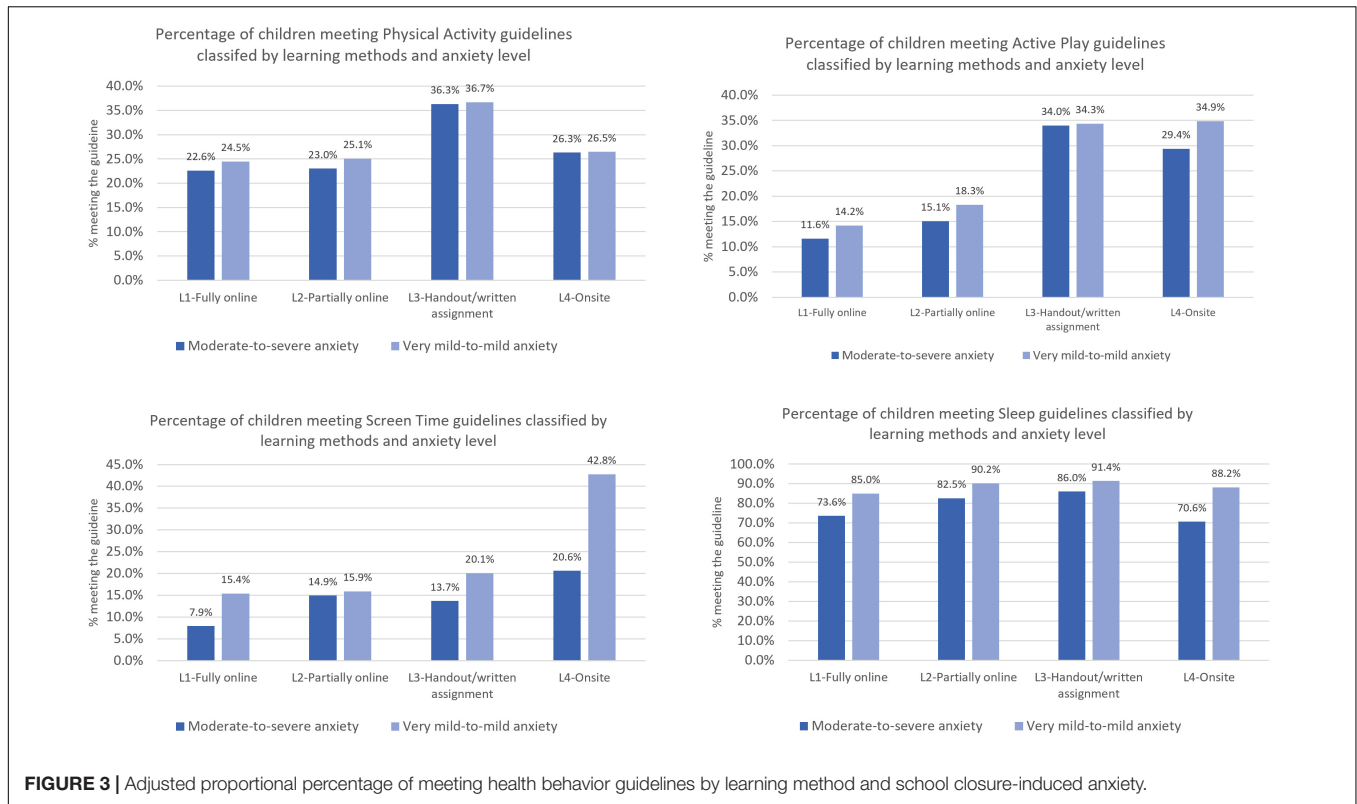 Percentage of children meeting Physical Activity guidelines
classifed by learning methods and anxiety level
% meeting the guideine
40.0%
35.0%
30.0%
25.0%
20.0%
15.0%
10.0%
5.0%
0.0%
22.6%
24.5%
23.0%
25.1%
36.3%
36.7%
26.3%
26.5%
L1-Fully online
L2-Partially online
L3-Handout/written
assignment
L4-Onsite
Moderate-to-severe anxiety
Very mild-to-mild anxiety
Percentage of children meeting Active Play guidelines
classified by learning methods and anxiety level
% meeting the guideline
40.0%
35.0%
30.0%
25.0%
20.0%
15.0%
10.0%
5.0%
0.0%
11.6%
14.2%
15.1%
18.3%
34.0%
34.3%
29.4%
34.9%
L1-Fully online
L2-Partially online
L3-Handout/written
assignment
L4-Onsite
Moderate-to-severe anxiety
Very mild-to-mild anxiety
Percentage of children meeting Screen Time guidelines classified by
learning methods and anxiety level
% meeting the guideline
45.0%
40.0%
35.0%
30.0%
25.0%
20.0%
15.0%
10.0%
5.0%
0.0%
7.9%
15.4%
14.9%
15.9%
13.7%
20.1%
20.6%
42.8%
L1-Fully online
L2-Partially online
L3-Handout/written
assignment
L4-Onsite
Moderate-to-severe anxiety
Very mild-to-mild anxiety
Percentage of children meeting Sleep guidelines classified by
learning methods and anxiety level
% meeting the guideline
100.0%
90.0%
80.0%
70.0%
60.0%
50.0%
40.0%
30.0%
20.0%
10.0%
0.0%
73.6%
85.0%
82.5%
90.2%
86.0%
91.4%
70.6%
88.2%
L1-Fully online
L2-Partially online
L3-Handout/written
assignment
L4-Onsite
Moderate-to-severe anxiety
Very mild-to-mild anxiety
FIGURE 3 | Adjusted proportional percentage of meeting health behavior guidelines by learning method and school closure-induced anxiety.